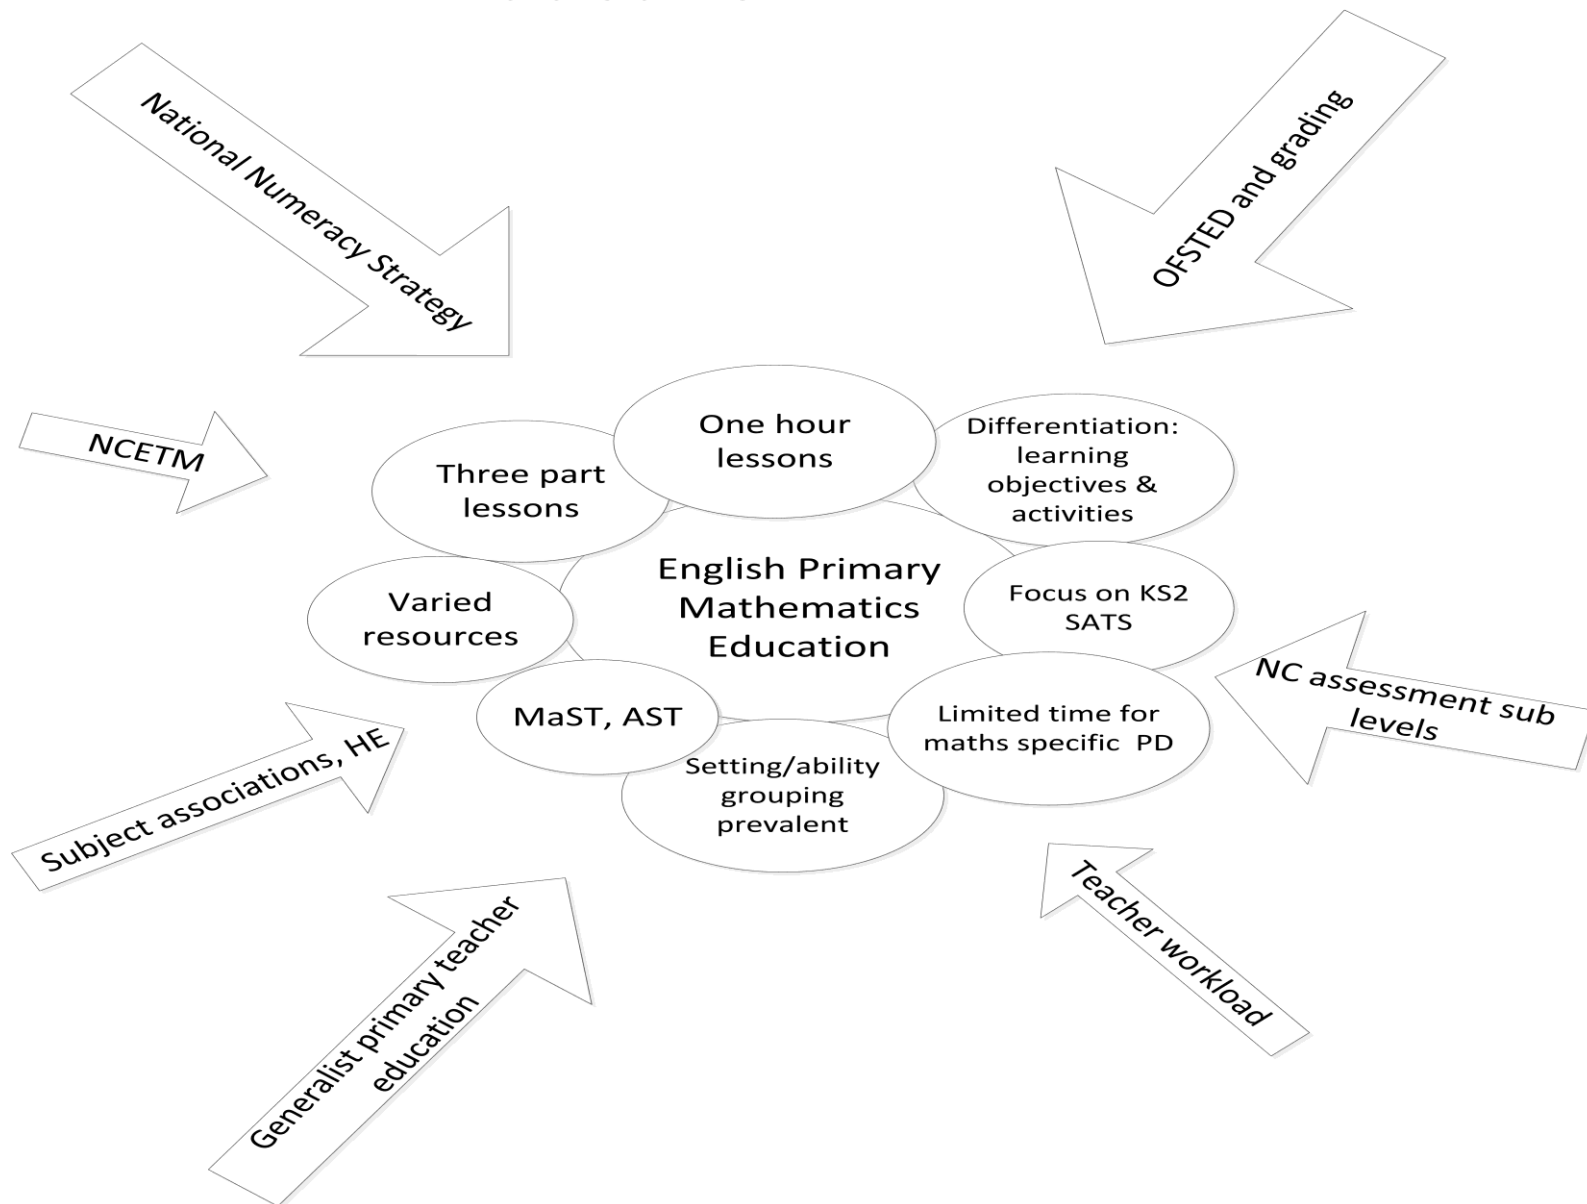 National Numeracy Strategy
OFSTED and grading
NCETM
One hour
lessons
Differentiation:
learning
objectives &
activities
Three part
lessons
English Primary
Mathematics
Education
Varied
resources
Focus on KS2
SATS
NC assessment sub
levels
MaST, AST
Limited time for
maths specific PD
Subject associations, HE
Setting/ability
grouping
prevalent
Teacher workload
Generalist primary teacher
education